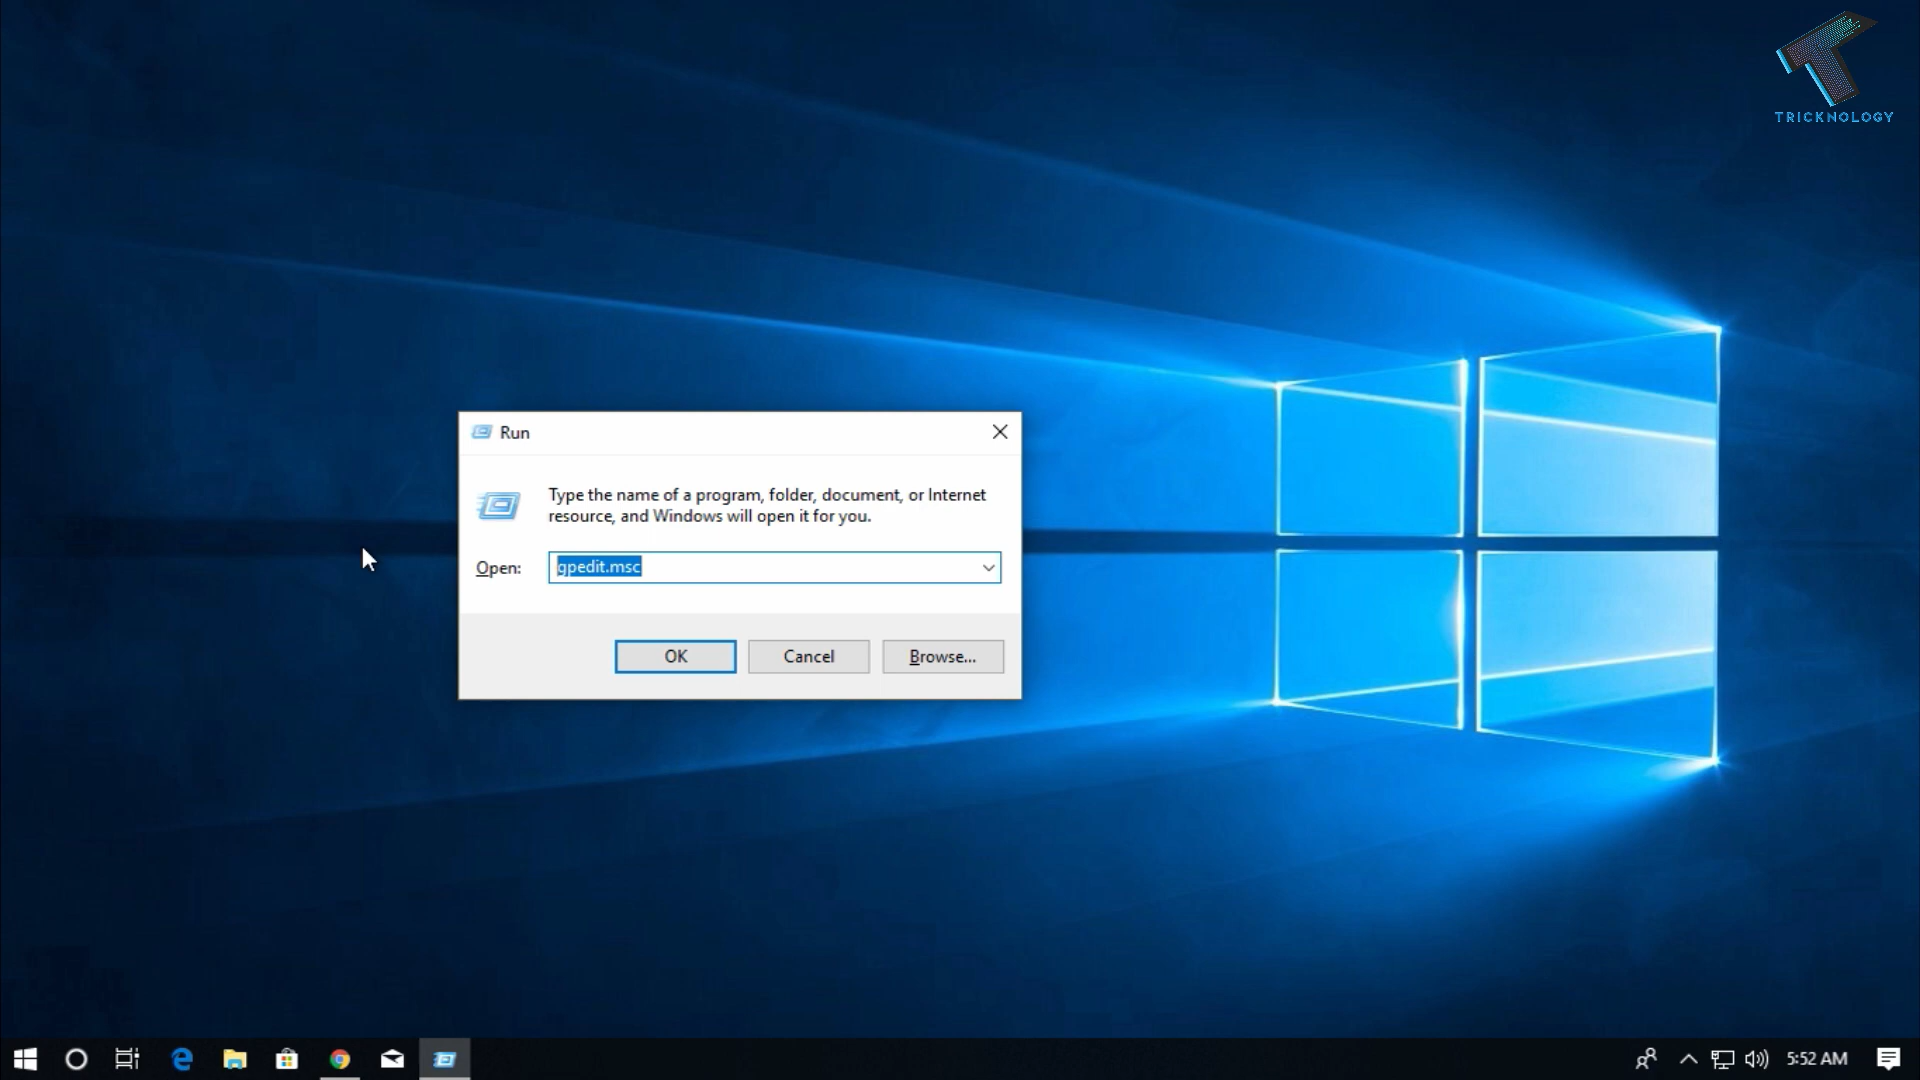 TRICKNOLOGY
Run
Type the name of a program, folder, document, or Internet
resource, and Windows will open it for you.
Open:
gpedit.msc
OK
Cancel
Browse...
5:52 AM